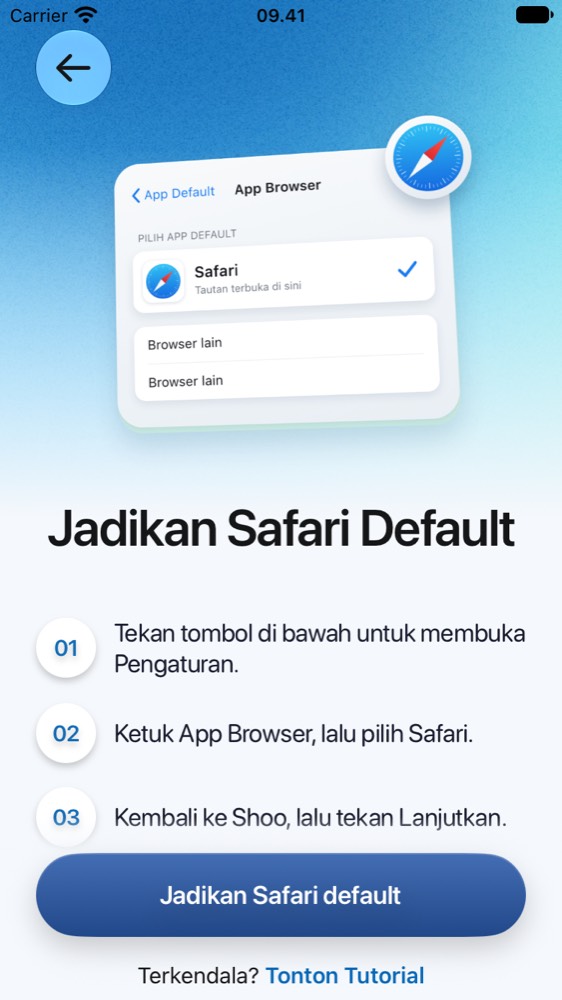 Carrier 09.41
App Default App Browser
PILIH APP DEFAULT
Safari
Tautan terbuka di sini
Browser lain
Browser lain
Jadikan Safari Default
01 Tekan tombol di bawah untuk membuka
Pengaturan.
02 Ketuk App Browser, lalu pilih Safari.
03 Kembali ke Shoo, lalu tekan Lanjutkan.
Jadikan Safari default
Terkendala? Tonton Tutorial